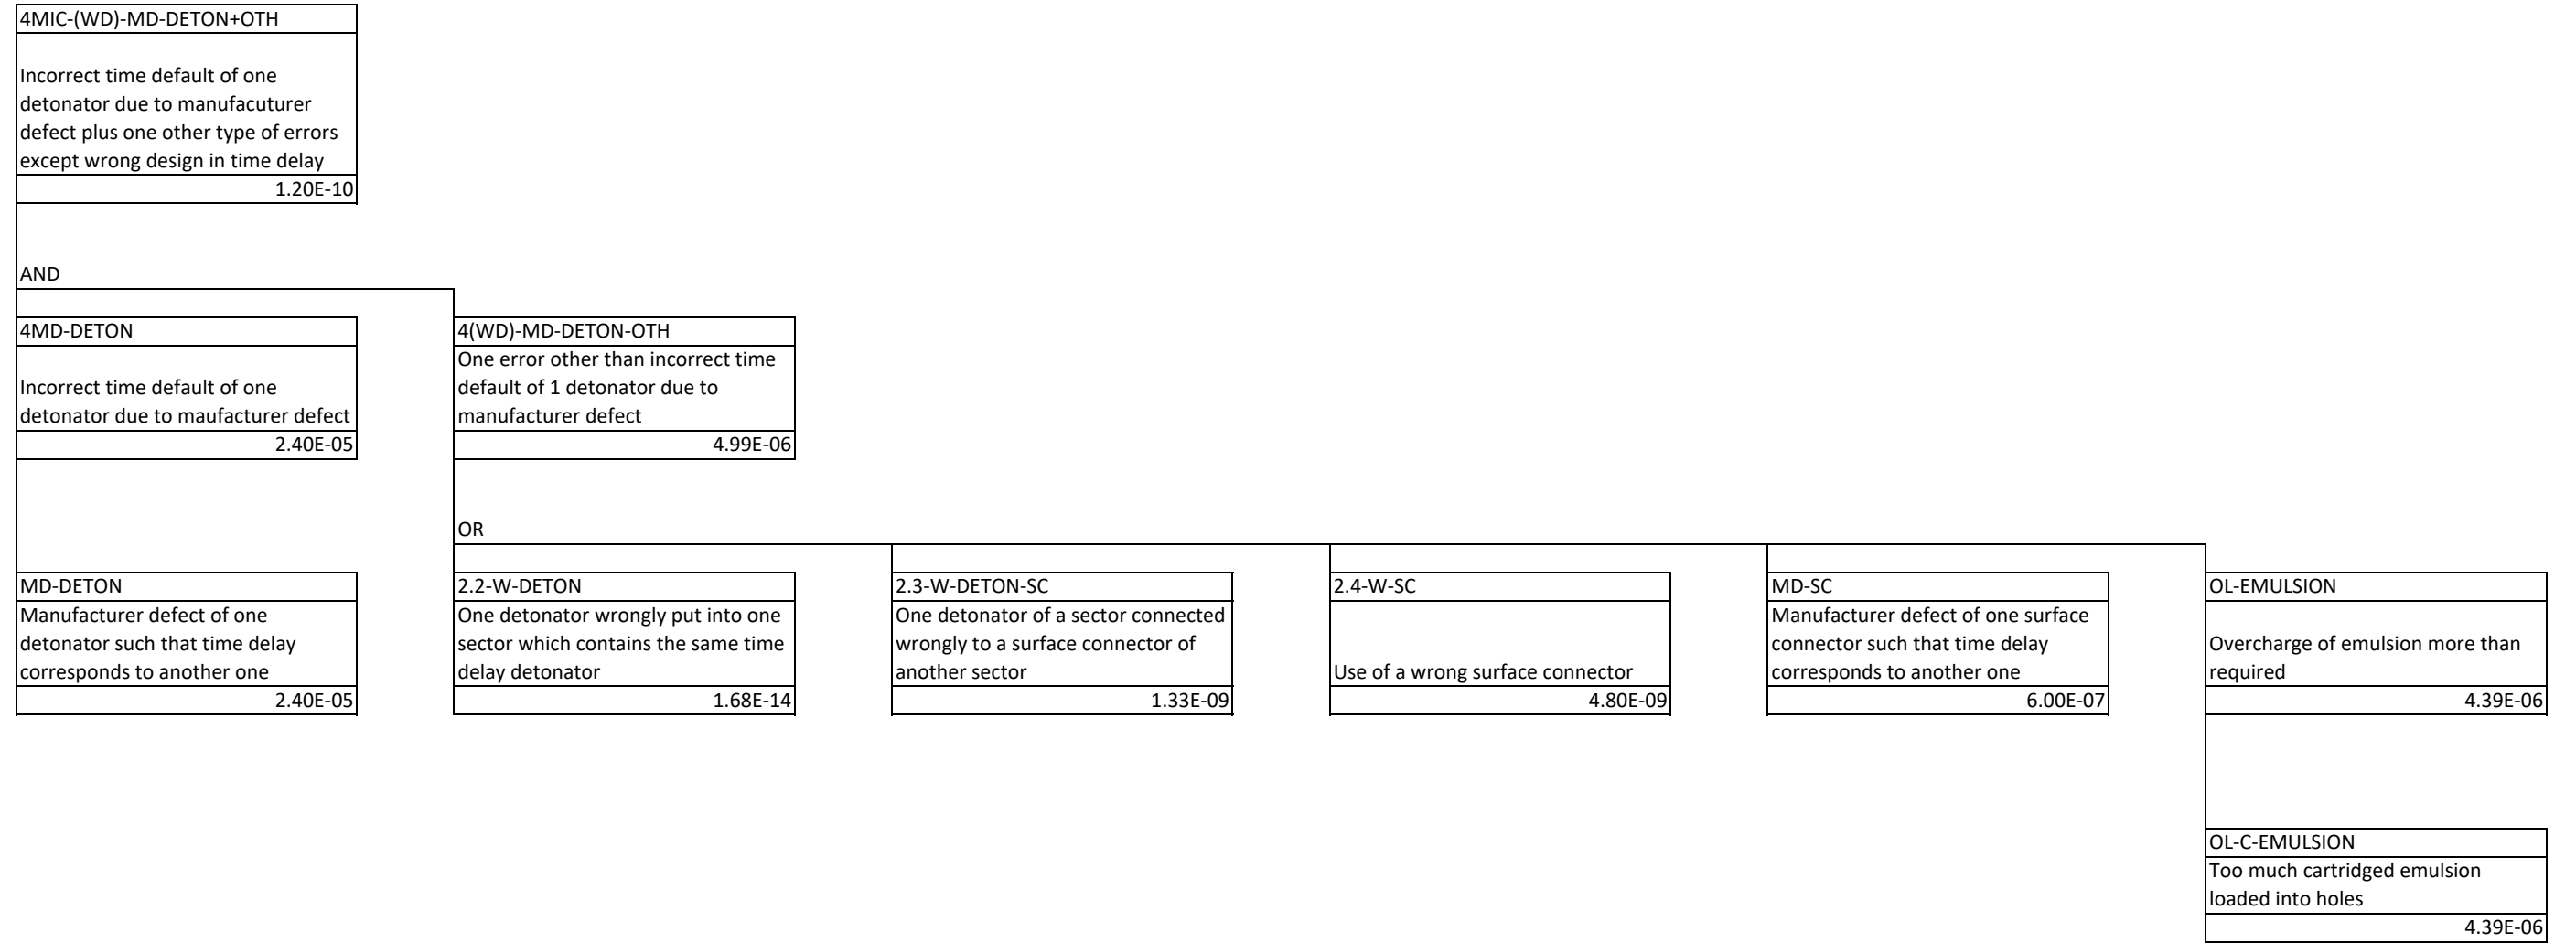 4MIC-(WD)-MD-DETON+OTH
Incorrect time default of one
detonator due to manufacuturer
defect plus one other type of errors
except wrong design in time delay
1.20E-10
AND
4MD-DETON
Incorrect time default of one
detonator due to maufacturer defect
2.40E-05
4(WD)-MD-DETON-OTH
One error other than incorrect time
default of 1 detonator due to
manufacturer defect
4.99E-06
OR
MD-DETON
Manufacturer defect of one
detonator such that time delay
corresponds to another one
2.40E-05
2.2-W-DETON
One detonator wrongly put into one
sector which contains the same time
delay detonator
1.68E-14
2.3-W-DETON-SC
One detonator of a sector connected
wrongly to a surface connector of
another sector
1.33E-09
2.4-W-SC
Use of a wrong surface connector
4.80E-09
MD-SC
Manufacturer defect of one surface
connector such that time delay
corresponds to another one
6.00E-07
OL-EMULSION
Overcharge of emulsion more than
required
4.39E-06
OL-C-EMULSION
Too much cartridged emulsion
loaded into holes
4.39E-06